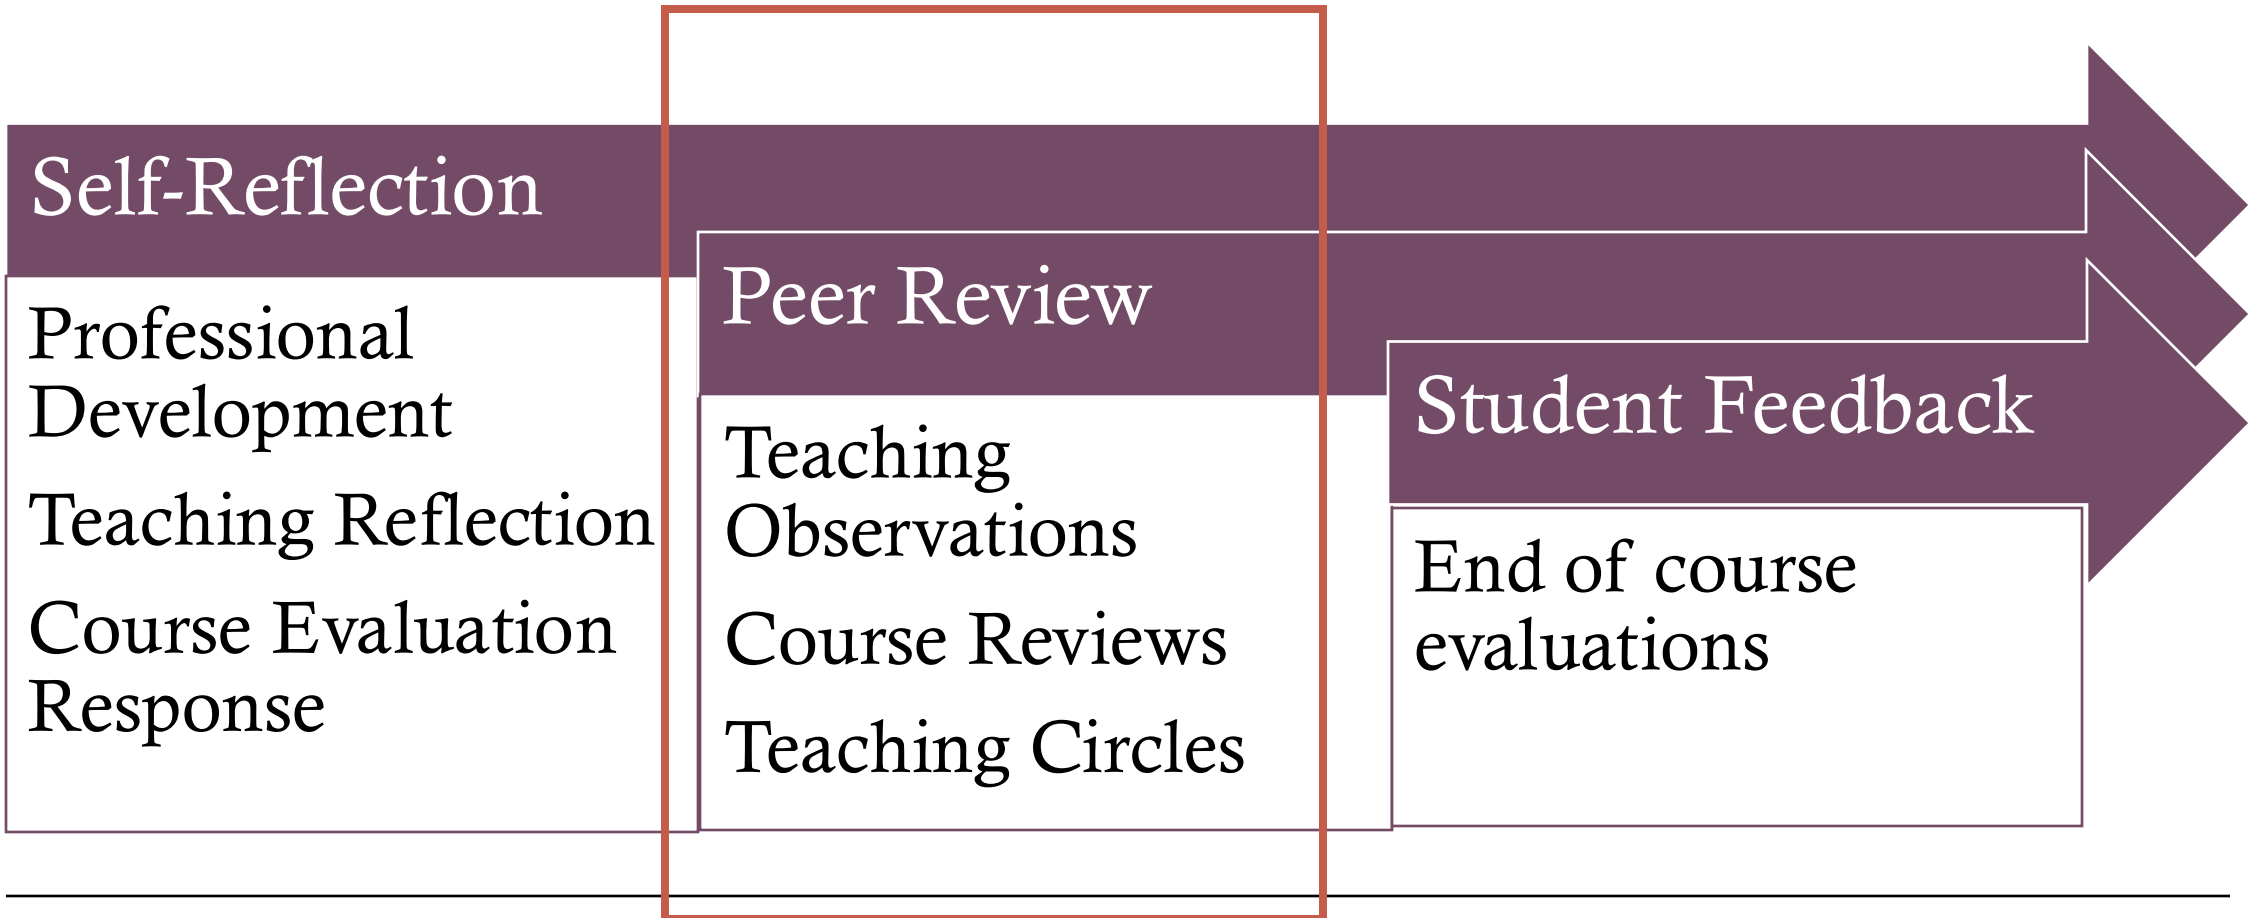 Self-Reflection
Professional
Development
Teaching Reflection
Course Evaluation
Response
Peer Review
Teaching
Observations
Course Reviews
Teaching Circles
Student Feedback
End of course
evaluations